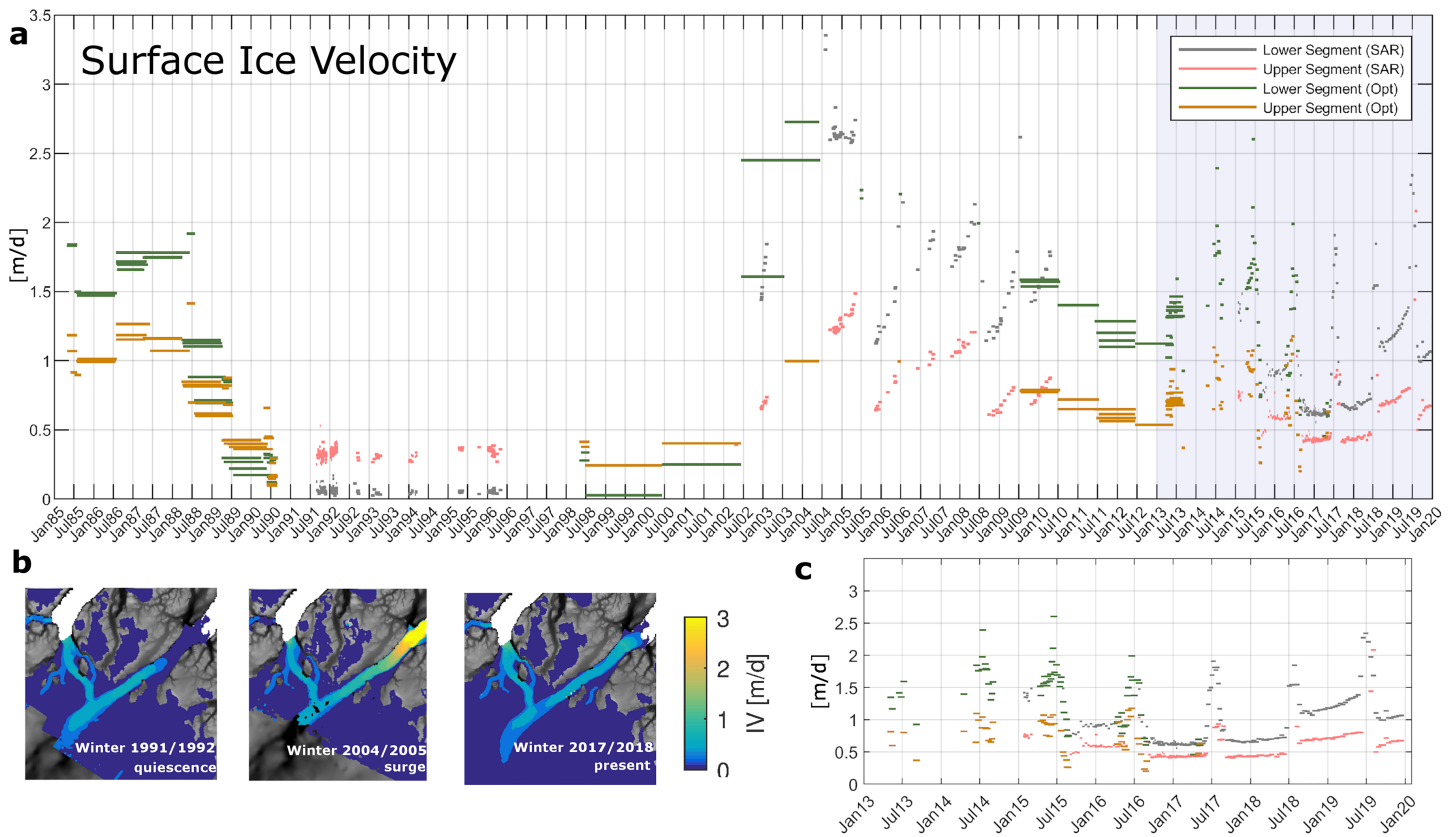 a
Surface Ice Velocity
Lower Segment (SAR)
Upper Segment (SAR)
Lower Segment (Opt)
Upper Segment (Opt)
[m/d]
3.5
3
2.5
2
1.5
1
0.5
0
Jan85 Jul85 Jan86 Jul86 Jan87 Jul87 Jan88 Jul88 Jan89 Jul89 Jan90 Jul90 Jan91 Jul91 Jan92 Jul92 Jan93 Jul93 Jan94 Jul94 Jan95 Jul95 Jan96 Jul96 Jan97 Jul97 Jan98 Jul98 Jan99 Jul99 Jan00 Jul00 Jan01 Jul01 Jan02 Jul02 Jan03 Jul03 Jan04 Jul04 Jan05 Jul05 Jan06 Jul06 Jan07 Jul07 Jan08 Jul08 Jan09 Jul09 Jan10 Jul10 Jan11 Jul11 Jan12 Jul12 Jan13 Jul13 Jan14 Jul14 Jan15 Jul15 Jan16 Jul16 Jan17 Jul17 Jan18 Jul18 Jan19 Jul19 Jan20
b
Winter 1991/1992
quiescence
Winter 2004/2005
surge
Winter 2017/2018
present
3
2
1
0
IV [m/d]
c
[m/d]
3
2.5
2
1.5
1
0.5
0
Jan13 Jul13 Jan14 Jul14 Jan15 Jul15 Jan16 Jul16 Jan17 Jul17 Jan18 Jul18 Jan19 Jul19 Jan20